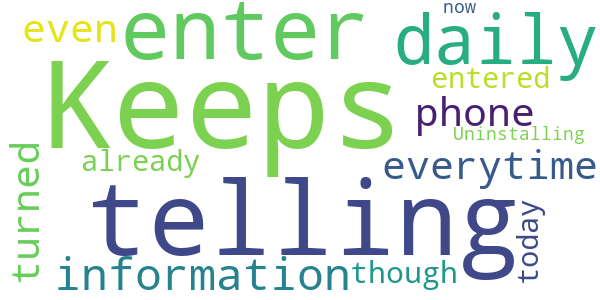 now
even
enter
daily
Keeps
entered
phone
Uninstalling
already
everytime
turned
telling
today
information
though